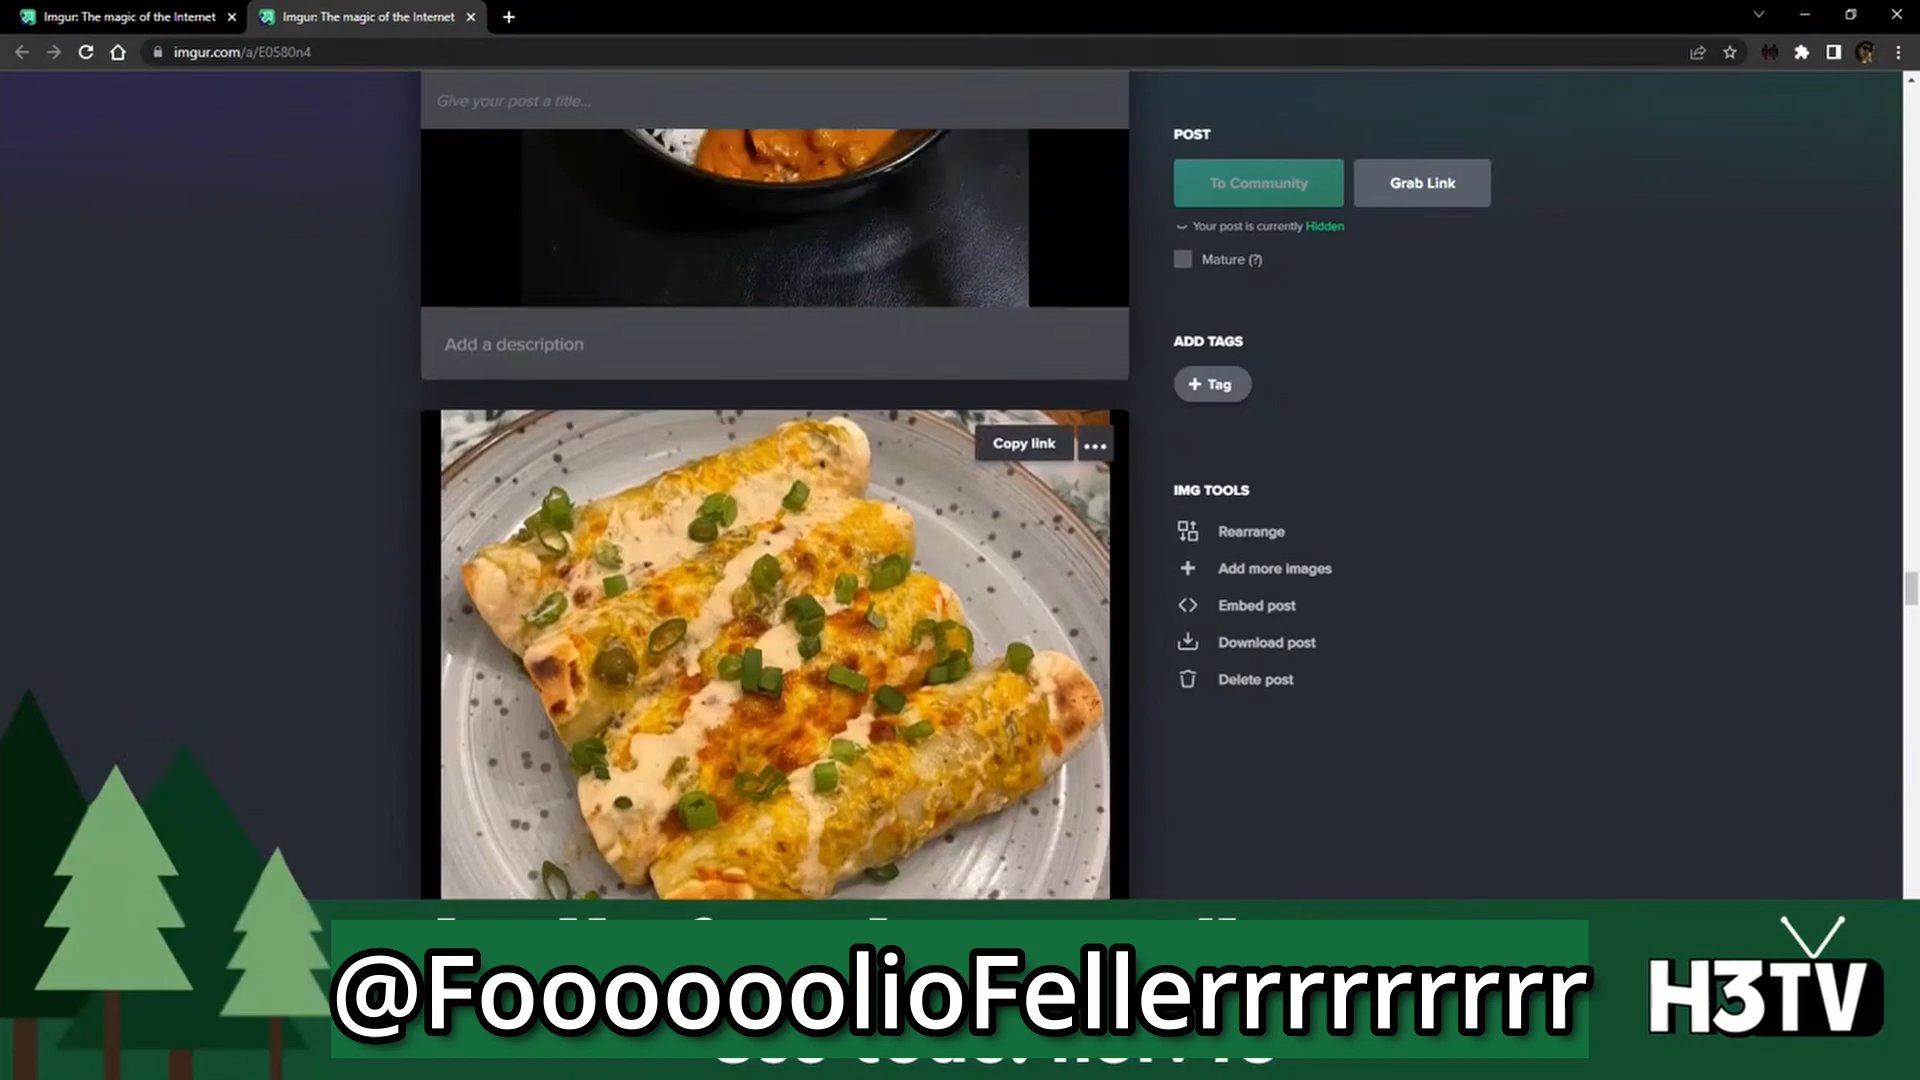 Imgur: The magic of the Internet
Imgur: The magic of the Internet
imgur.com/a/E0580n4
Give your post a title...
POST
To Community
Grab Link
Your post is currently Hidden
Mature (?)
Add a description
ADD TAGS
+ Tag
Copy link
IMG TOOLS
Rearrange
Add more images
Embed post
Download post
Delete post
@FoooooolioFellerrrrrrrrr
H3TV